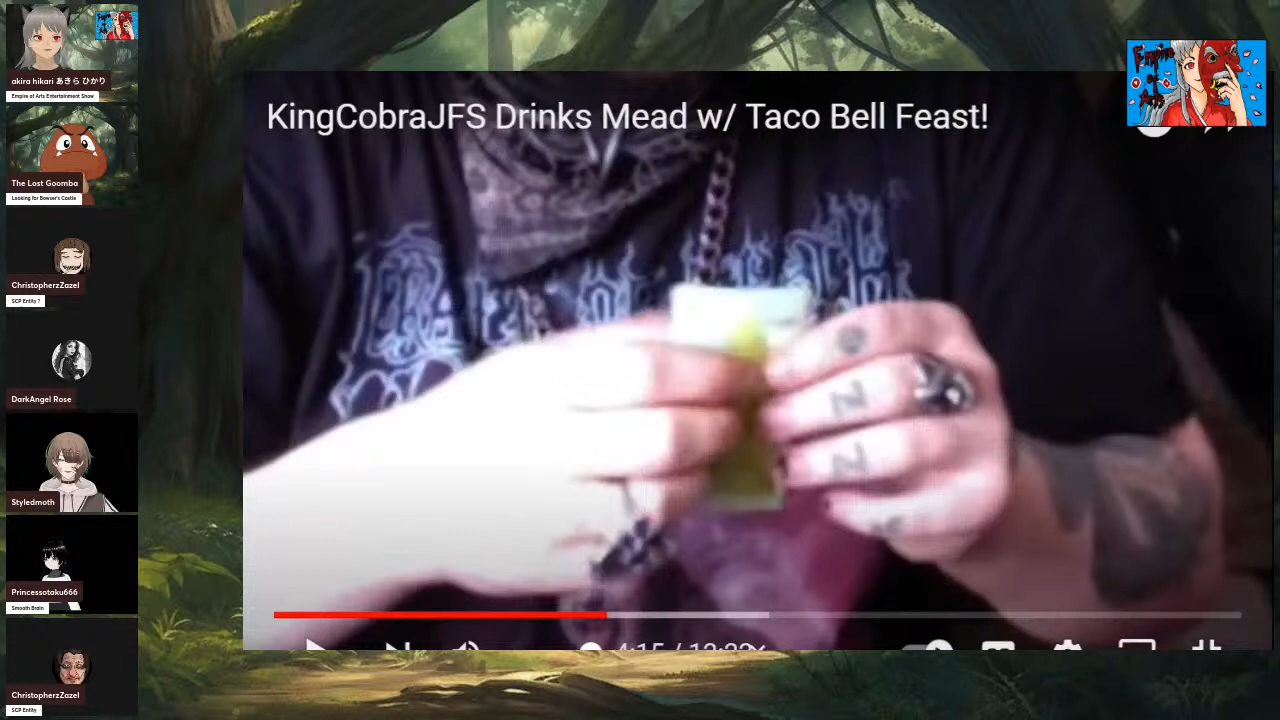 akira hikari あきら ひかり
Empire of Arts Entertainment Show
The Lost Goomba
Looking for Bowser's Castle
ChristopherzZazel
SCP Entity ?
DarkAngel Rose
Styledmoth
Princessotaku666
Smooth Brain
ChristopherzZazel
SCP Entity
KingCobraJFS Drinks Mead w/ Taco Bell Feast!
Empire
of
Arts
4:15 /